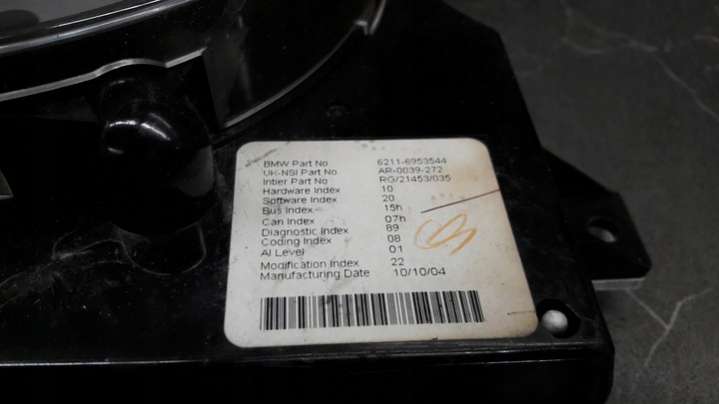 BMW Part No 6211-6953544
UK-NSI Part No AR-0039-272
Intier Part No RG/21453/035
Hardware Index 10
Software Index 20
Bus Index 15h
Can Index 07h
Diagnostic Index 89
Coding Index 08
AI Level 01
Modification Index 22
Manufacturing Date 10/10/04